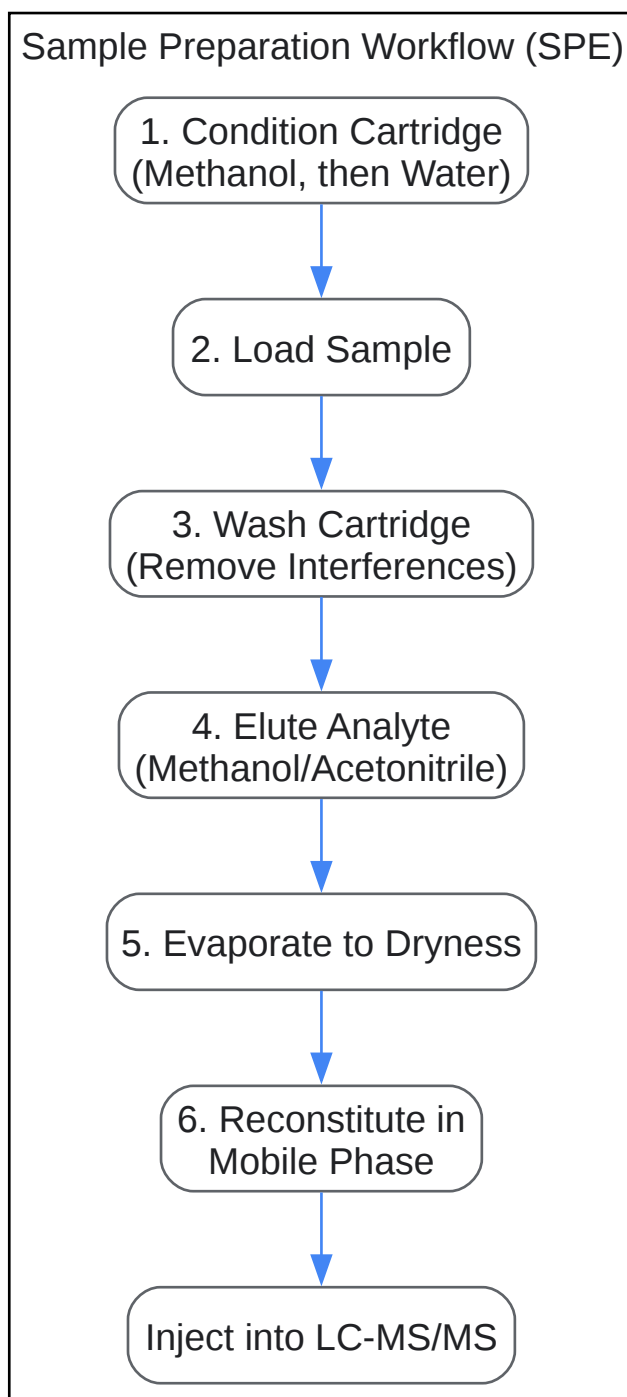 Sample Preparation Workflow (SPE)
1. Condition Cartridge
(Methanol, then Water)
2. Load Sample
3. Wash Cartridge
(Remove Interferences)
4. Elute Analyte
(Methanol/Acetonitrile)
5. Evaporate to Dryness
6. Reconstitute in
Mobile Phase
Inject into LC-MS/MS